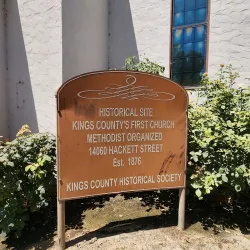 HISTORICAL SITE
KINGS COUNTY'S FIRST CHURCH
METHODIST ORGANIZED
14060 HACKETT STREET
Est. 1876
KINGS COUNTY HISTORICAL SOCIETY